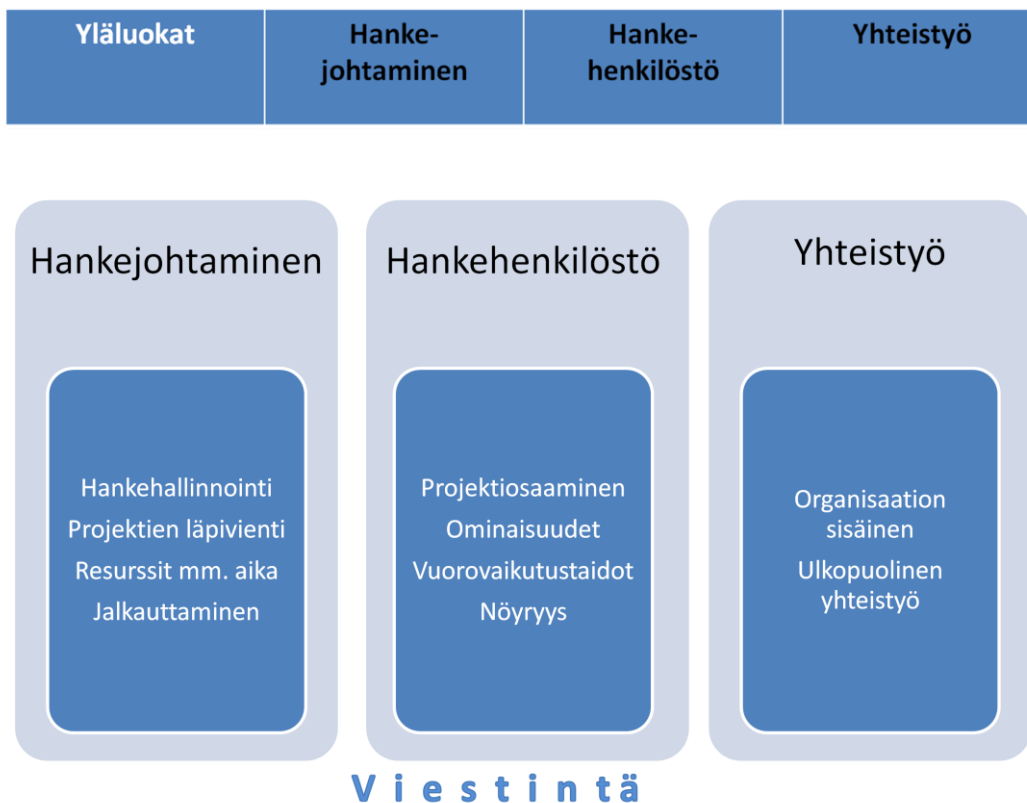 Yläluokat
Hanke-
johtaminen
Hanke-
henkilöstö
Yhteistyö
Hankejohtaminen
Hankehallinnointi
Projektien läpivienti
Resurssit mm. aika
Jalkauttaminen
Hankehenkilöstö
Projektiosaaminen
Ominaisuudet
Vuorovaikutustaidot
Nöyryys
Yhteistyö
Organisaation
sisäinen
Ulkopuolinen
yhteistyö
Viestintä